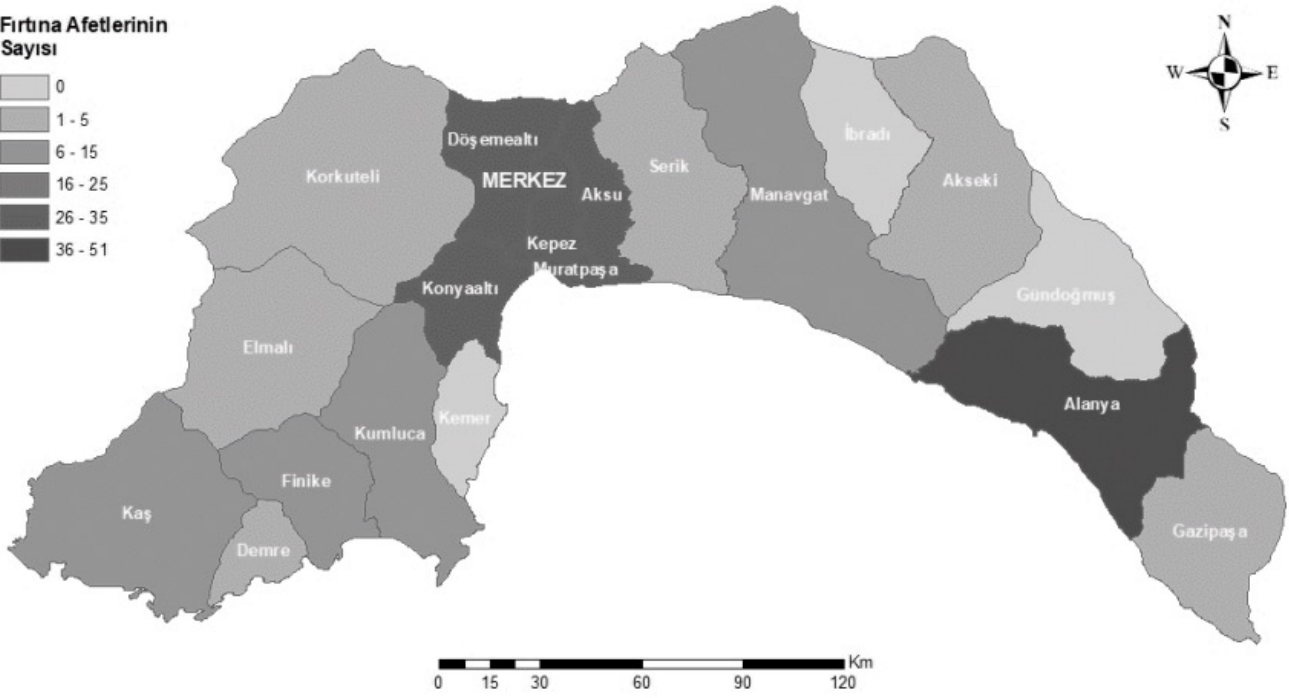 Fırtına Afetlerinin
Sayısı
0
1 - 5
6 - 15
16 - 25
26 - 35
36 - 51
N
W E
S
Döşemealtı
İbradı
Korkuteli
MERKEZ
Serik
Akseki
Aksu
Manavgat
Kepez
Muratpaşa
Konyaaltı
Gündoğmuş
Elmalı
Alanya
Kemer
Kumluca
Finike
Kaş
Gazipaşa
Demre
Km
0 15 30 60 90 120